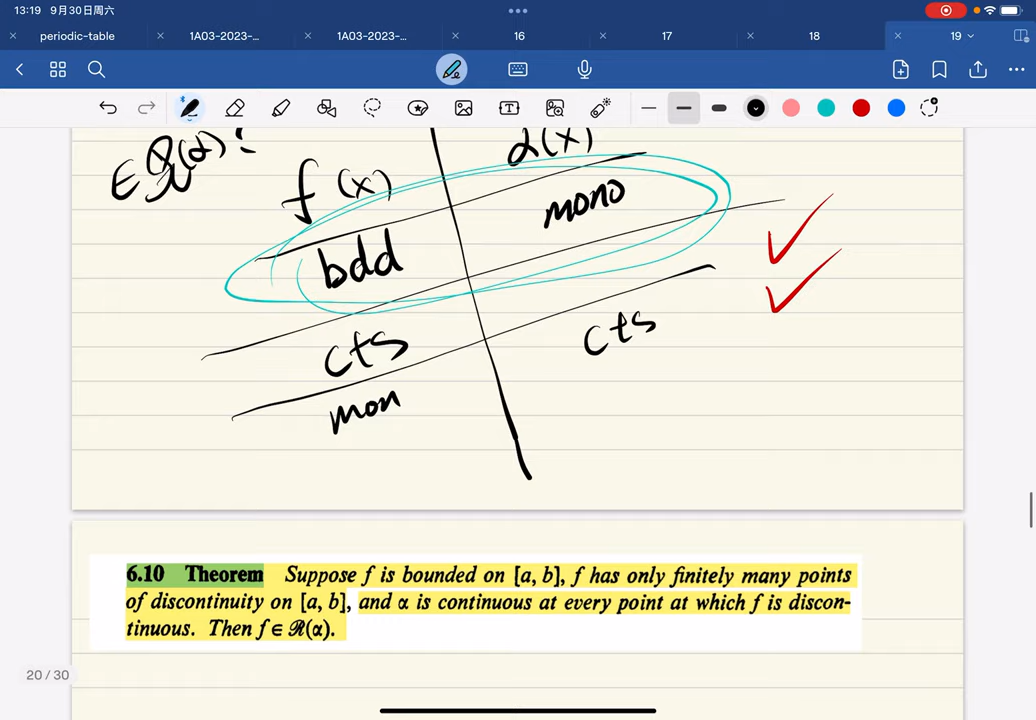 13:19 9月30日周六
periodic-table 1A03-2023-... 1A03-2023-... 16 17 18 19
∈ℛ(α)?
f(x) α(x)
bdd mono
cts cts
mon
6.10 Theorem Suppose f is bounded on [a, b], f has only finitely many points
of discontinuity on [a, b], and α is continuous at every point at which f is discon-
tinuous. Then f ∈ ℛ(α).
20 / 30